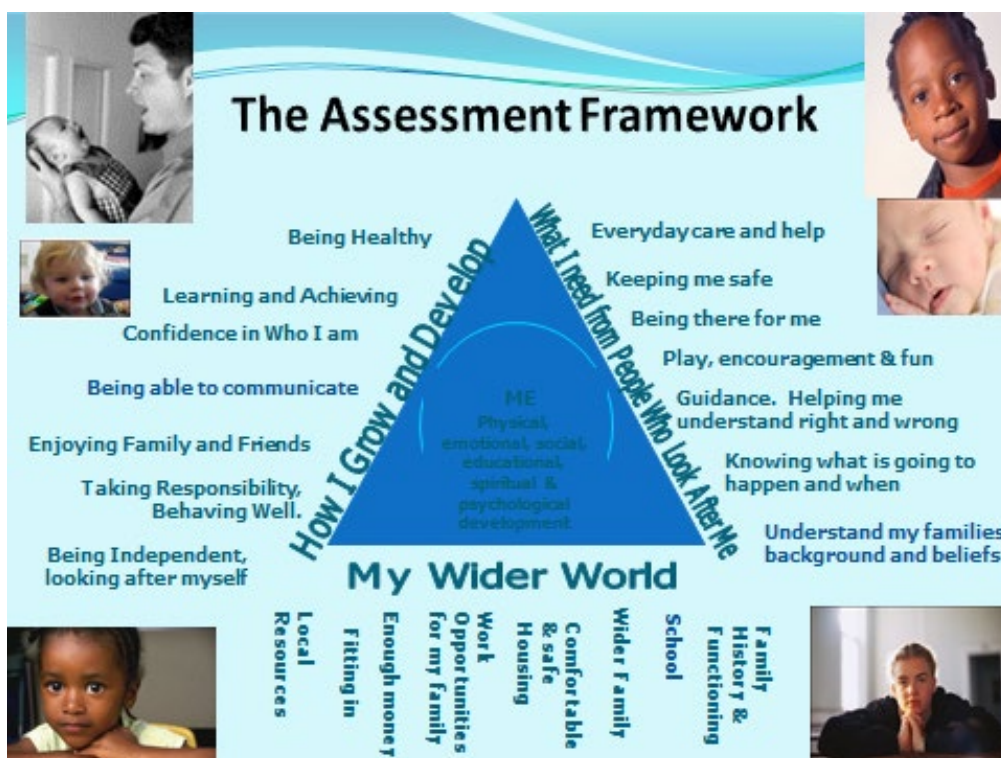 The Assessment Framework
Being Healthy
Learning and Achieving
Confidence in Who I am
Being able to communicate
Enjoying Family and Friends
Taking Responsibility,
Behaving Well.
Being Independent,
looking after myself
How I Grow and Develop
ME
Physical,
emotional, social,
educational,
spiritual &
psychological
development
What I need from People Who Look After Me
Everyday care and help
Keeping me safe
Being there for me
Play, encouragement & fun
Guidance. Helping me
understand right and wrong
Knowing what is going to
happen and when
Understand my families
background and beliefs
My Wider World
Local
Resources
Fitting in
Enough money
Work
Opportunities
for my family
Comfortable
& safe
Housing
Wider Family
School
Family
History &
Functioning